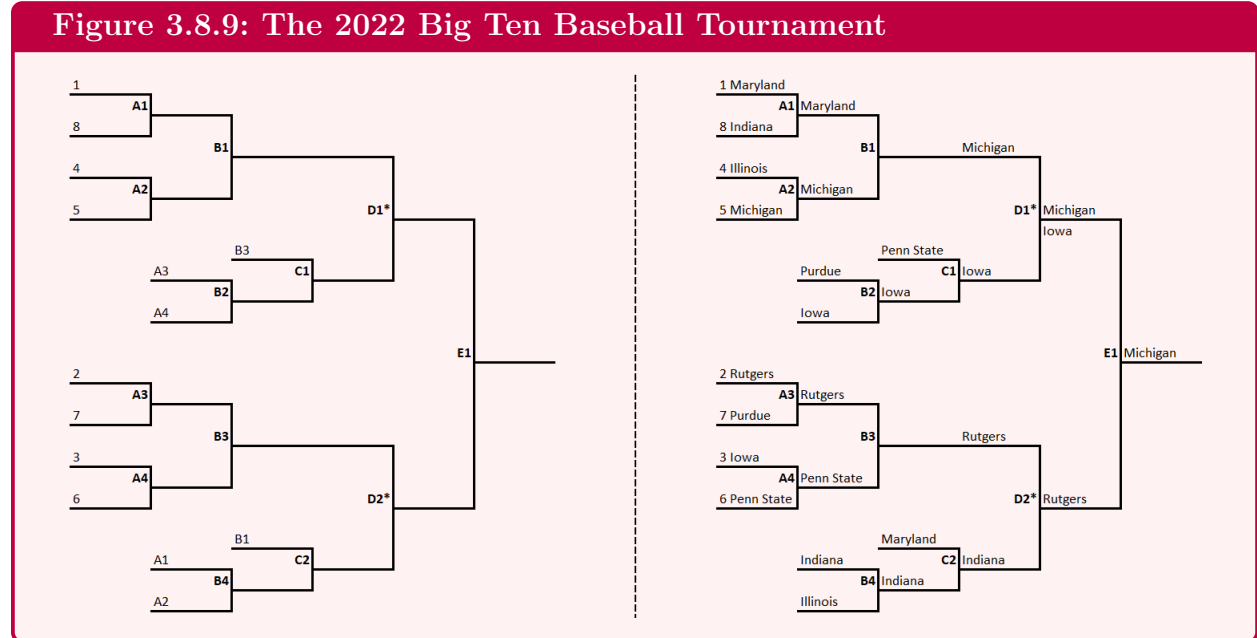 Figure 3.8.9: The 2022 Big Ten Baseball Tournament
1
A1
8
B1
4
A2
5
D1*
B3
A3
C1
B2
A4
E1
2
A3
7
B3
3
A4
6
D2*
B1
A1
C2
B4
A2
1 Maryland
A1 Maryland
8 Indiana
B1
Michigan
4 Illinois
A2 Michigan
5 Michigan
D1* Michigan
Iowa
Penn State
Purdue
C1 Iowa
B2 Iowa
Iowa
E1 Michigan
2 Rutgers
A3 Rutgers
7 Purdue
B3
Rutgers
3 Iowa
A4 Penn State
6 Penn State
D2* Rutgers
Maryland
Indiana
C2 Indiana
B4 Indiana
Illinois